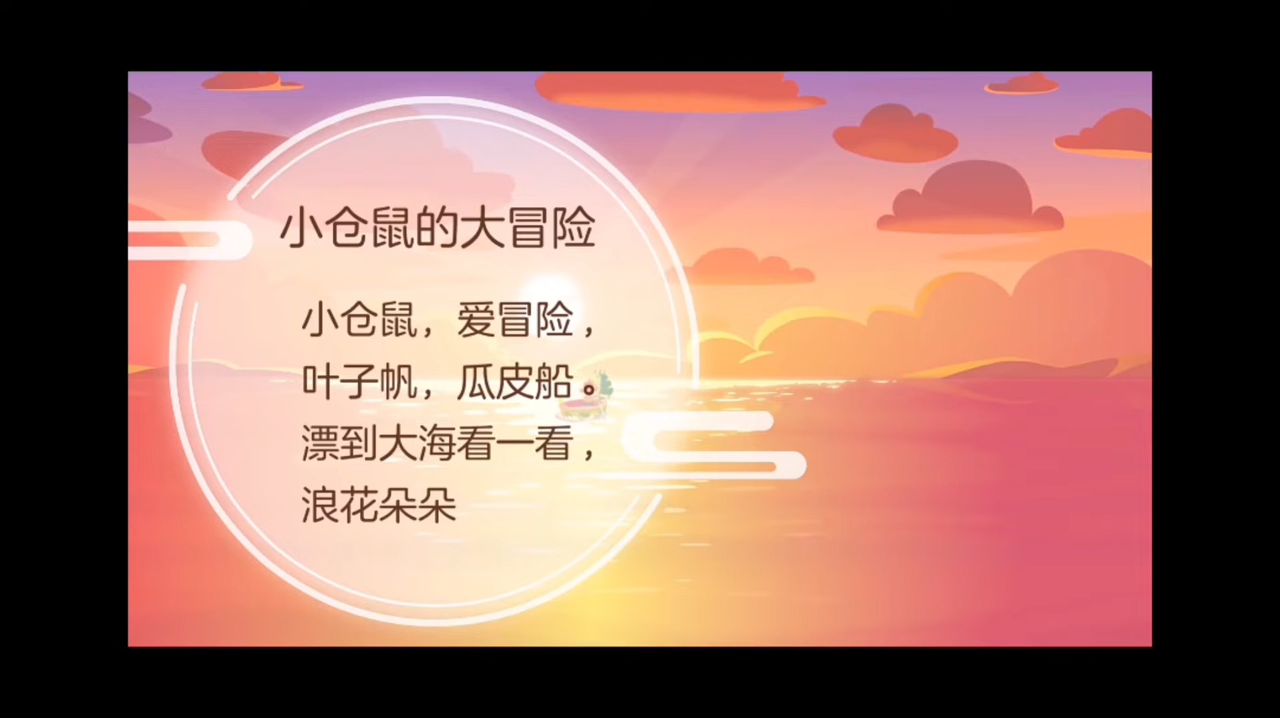 小仓鼠的大冒险
小仓鼠，爱冒险，
叶子帆，瓜皮船。
漂到大海看一看，
浪花朵朵